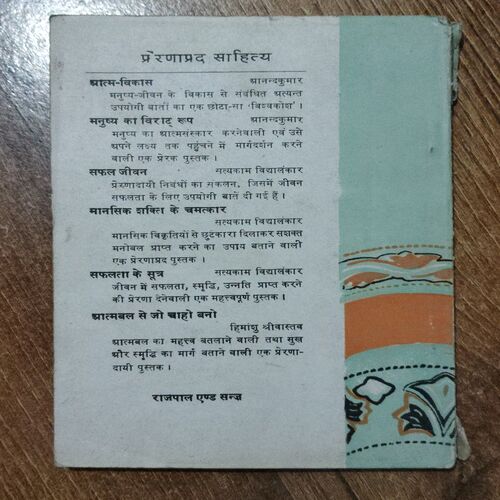 प्रेरणाप्रद साहित्य
आत्म-विकास आनन्दकुमार
मनुष्य-जीवन के विकास से संबंधित अत्यन्त
उपयोगी बातों का एक छोटा-सा 'विश्वकोश'।
मनुष्य का विराट् रूप आनन्दकुमार
मनुष्य का आत्मसंस्कार करनेवाली एवं उसे
अपने लक्ष्य तक पहुंचने में मार्गदर्शन करने
वाली एक प्रेरक पुस्तक।
सफल जीवन सत्यकाम विद्यालंकार
प्रेरणादायी निबंधों का संकलन, जिसमें जीवन
सफलता के लिए उपयोगी बातें दी गई हैं।
मानसिक शक्ति के चमत्कार
सत्यकाम विद्यालंकार
मानसिक विकृतियों से छुटकारा दिलाकर सशक्त
मनोबल प्राप्त करने का उपाय बताने वाली
एक प्रेरणाप्रद पुस्तक।
सफलता के सूत्र सत्यकाम विद्यालंकार
जीवन में सफलता, समृद्धि, उन्नति प्राप्त करने
की प्रेरणा देनेवाली एक महत्त्वपूर्ण पुस्तक।
आत्मबल से जो चाहो बनो
हिमांशु श्रीवास्तव
आत्मबल का महत्त्व बतलाने वाली तथा सुख
और समृद्धि का मार्ग बताने वाली एक प्रेरणा-
दायी पुस्तक।
राजपाल एण्ड सन्ज़